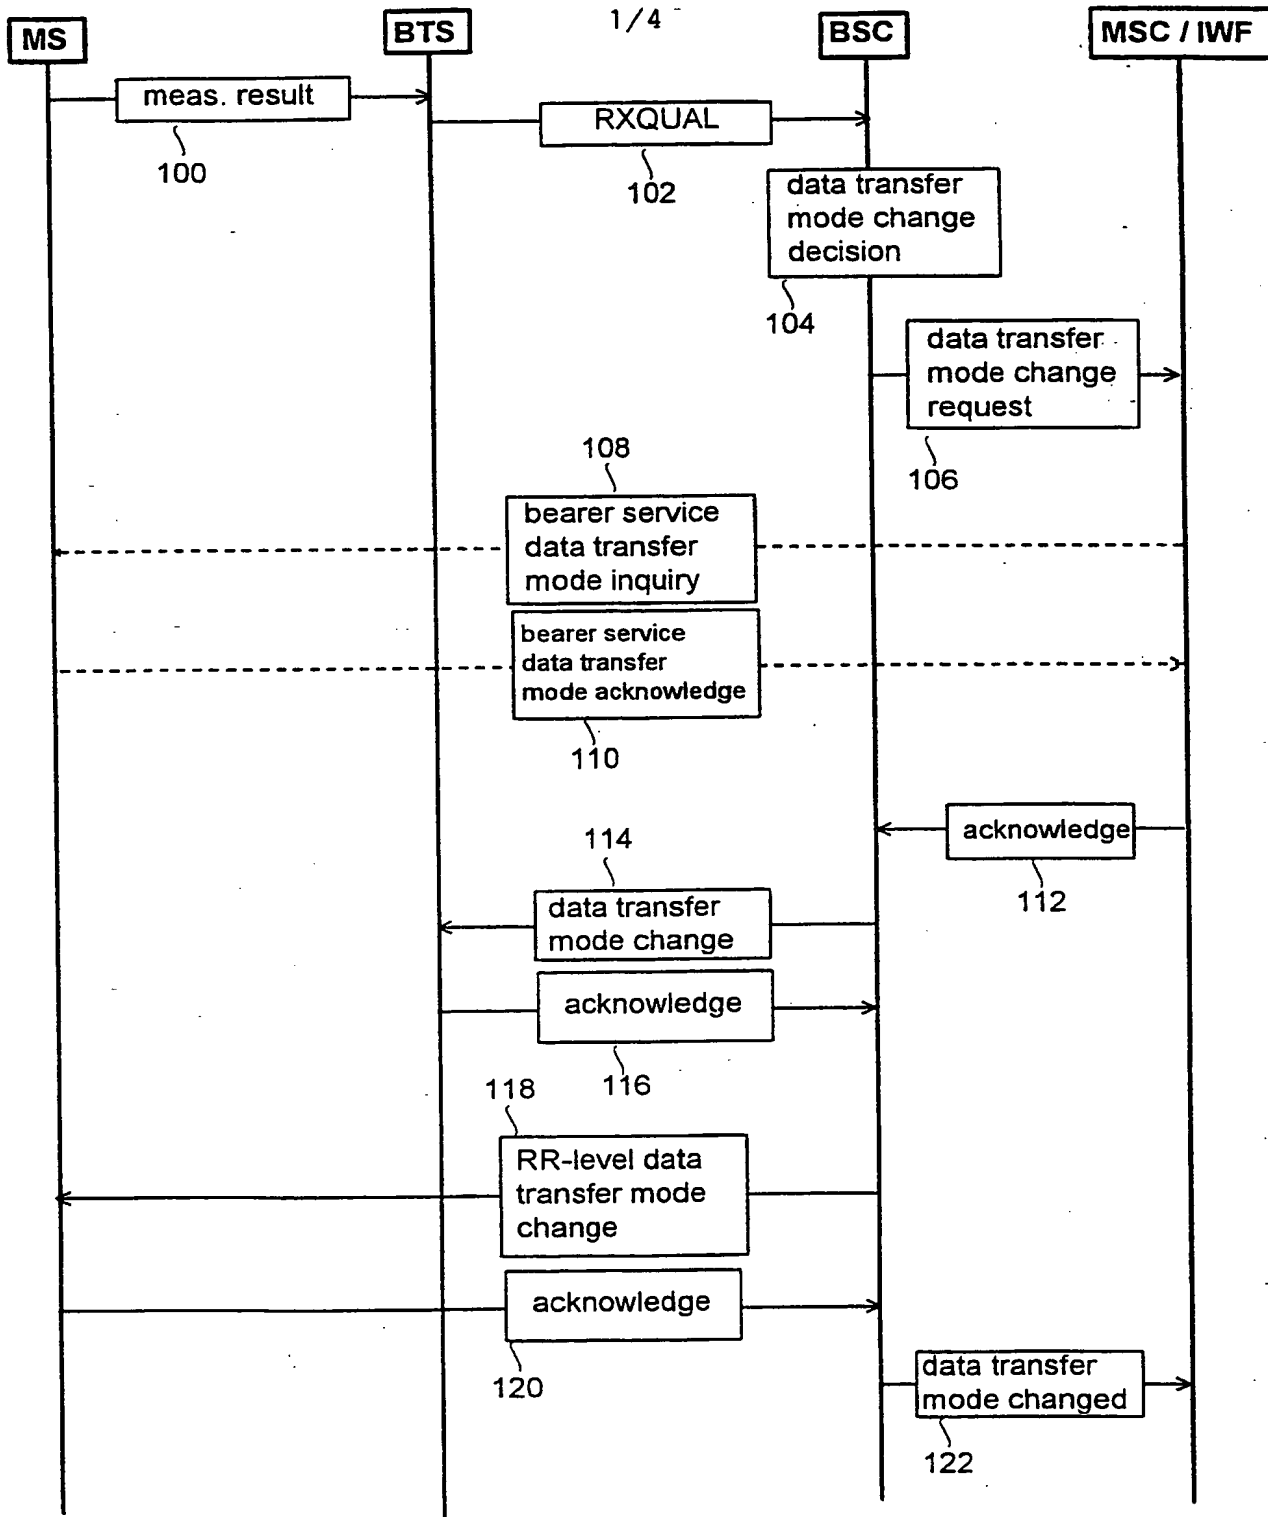 1/4
MS
BTS
BSC
MSC / IWF
meas. result
100
RXQUAL
102
data transfer
mode change
decision
104
data transfer
mode change
request
106
108
bearer service
data transfer
mode inquiry
bearer service
data transfer
mode acknowledge
110
acknowledge
112
114
data transfer
mode change
acknowledge
116
118
RR-level data
transfer mode
change
acknowledge
120
data transfer
mode changed
122